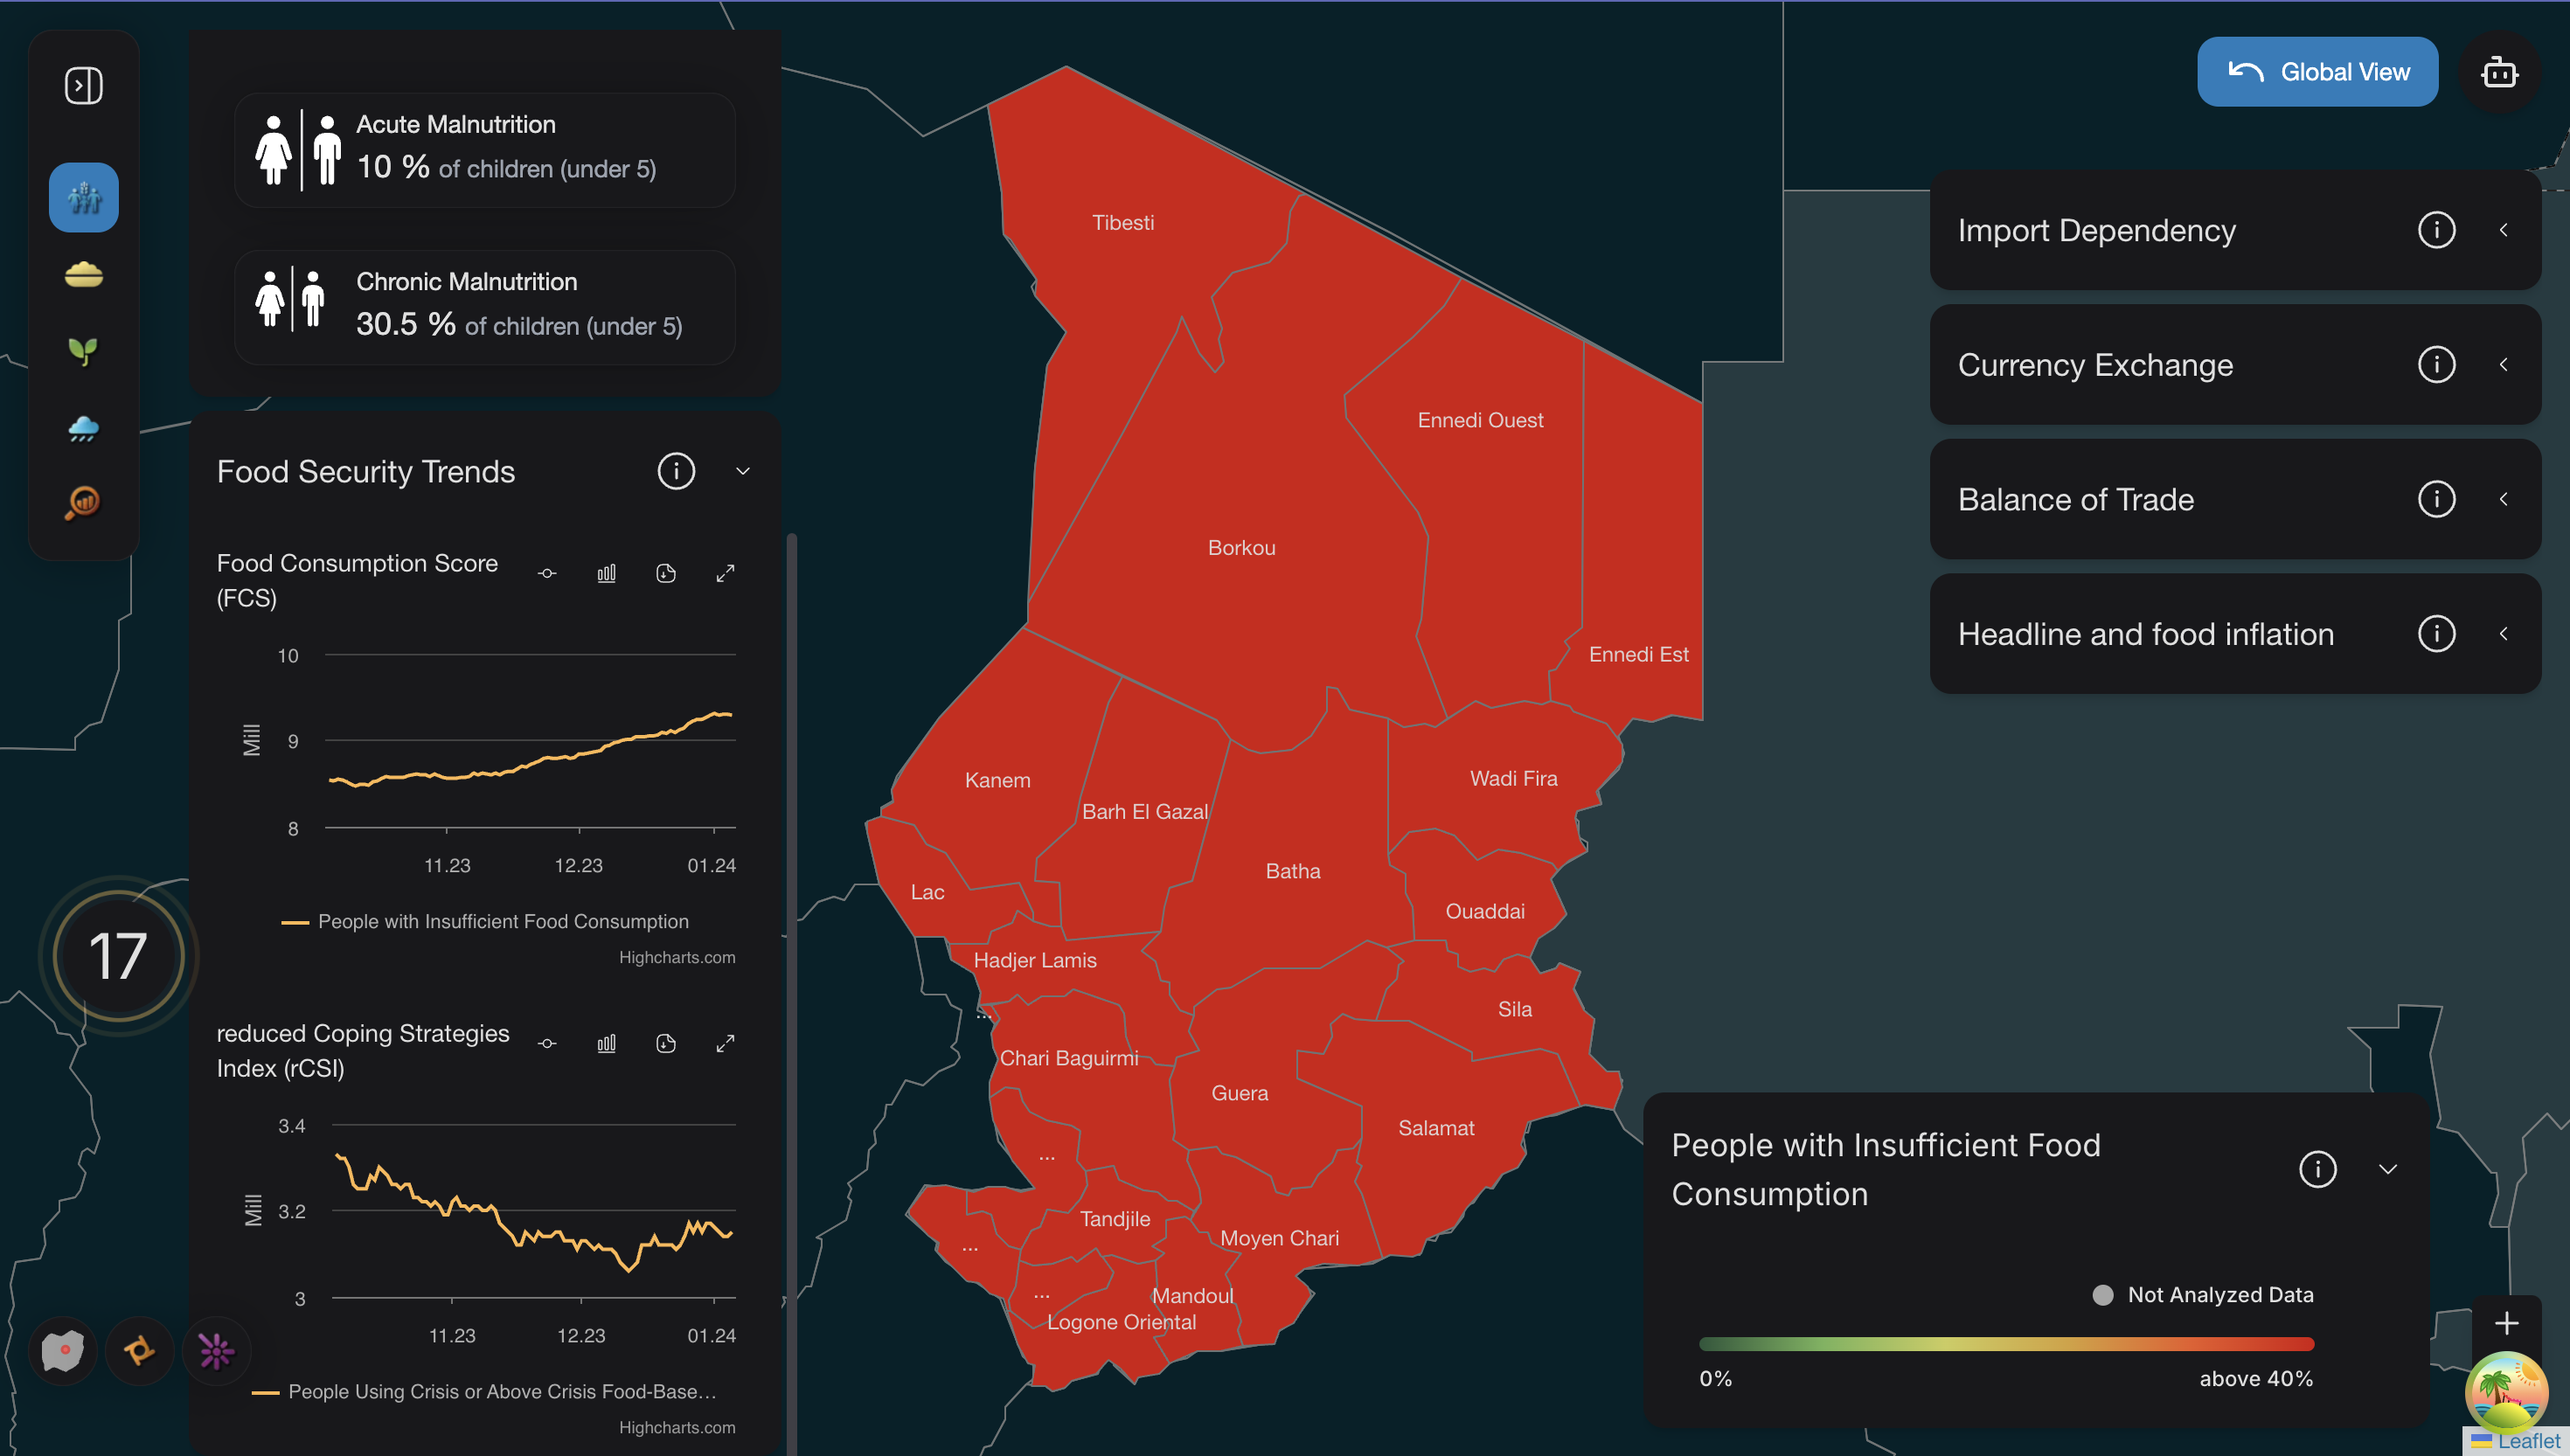 Acute Malnutrition
10 % of children (under 5)
Chronic Malnutrition
30.5 % of children (under 5)
Food Security Trends
Food Consumption Score
(FCS)
10
9
8
Mill
11.23 12.23 01.24
People with Insufficient Food Consumption
Highcharts.com
17
reduced Coping Strategies
Index (rCSI)
3.4
3.2
3
Mill
11.23 12.23 01.24
People Using Crisis or Above Crisis Food-Base...
Highcharts.com
Tibesti
Ennedi Ouest
Borkou
Ennedi Est
Kanem
Wadi Fira
Barh El Gazal
Batha
Lac
Ouaddai
Hadjer Lamis
Sila
...
Chari Baguirmi
Guera
Salamat
...
Tandjile
Moyen Chari
...
...
Mandoul
Logone Oriental
Global View
Import Dependency
Currency Exchange
Balance of Trade
Headline and food inflation
People with Insufficient Food
Consumption
Not Analyzed Data
0% above 40%
+
Leaflet